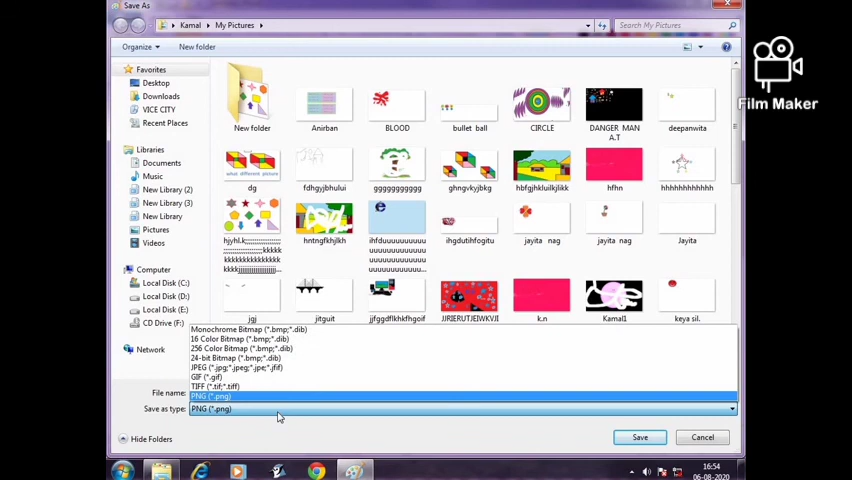 Save As
Kamal
My Pictures
Search My Pictures
Organize
New folder
Favorites
Desktop
Downloads
VICE CITY
Recent Places
Libraries
Documents
Music
New Library (2)
New Library (3)
New Library
Pictures
Videos
Computer
Local Disk (C:)
Local Disk (D:)
Local Disk (E:)
CD Drive (F:)
Network
New folder
Anirban
BLOOD
bullet ball
CIRCLE
DANGER MAN
A.T
deepanwita
what different picture
dg
fdhgyjbhului
gggggggggg
ghngvkyjbkg
hbfgjhkluilkjlikk
hfhn
hhhhhhhhhhhh
hntngfkhjlkh
ihgdutihfogitu
jayita nag
jayita nag
Jayita
jgj
jitguit
jjfggdflkhkfhgoif
JJRIERUTJEIWKVJI
k.n
Kamal1
keya sil.
Monochrome Bitmap (*.bmp;*.dib)
16 Color Bitmap (*.bmp;*.dib)
256 Color Bitmap (*.bmp;*.dib)
24-bit Bitmap (*.bmp;*.dib)
JPEG (*.jpg;*.jpeg;*.jpe;*.jfif)
GIF (*.gif)
TIFF (*.tif;*.tiff)
PNG (*.png)
File name:
Save as type:
PNG (*.png)
Hide Folders
Save
Cancel
16:54
06-08-2020
Film Maker